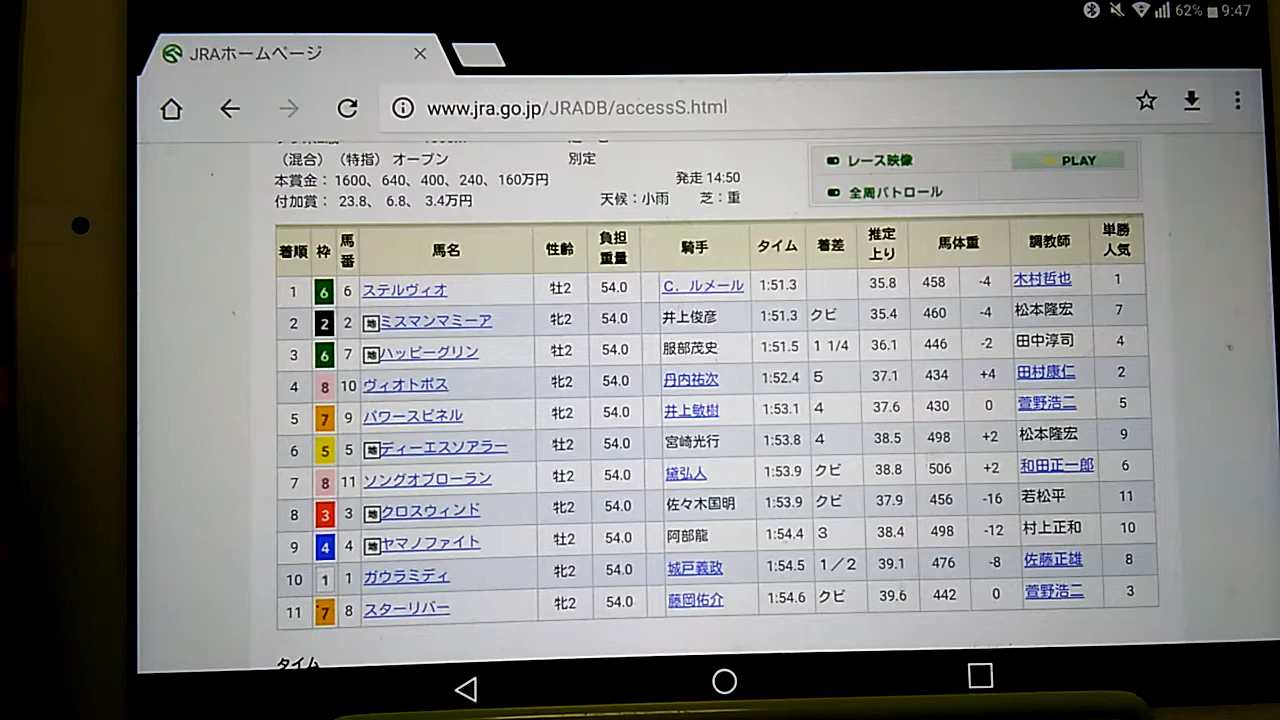 62% 9:47
JRAホームページ
www.jra.go.jp/JRADB/accessS.html
(混合) (特指) オープン 別定
レース映像 PLAY
本賞金: 1600、 640、 400、 240、 160万円 発走 14:50
全周パトロール
付加賞: 23.8、 6.8、 3.4万円 天候:小雨 芝:重
着順 枠 馬番 馬名 性齢 負担重量 騎手 タイム 着差 推定上り 馬体重 調教師 単勝人気
1 6 6 ステルヴィオ 牡2 54.0 C. ルメール 1:51.3 35.8 458 -4 木村哲也 1
2 2 2 地ミスマンマミーア 牝2 54.0 井上俊彦 1:51.3 クビ 35.4 460 -4 松本隆宏 7
3 6 7 地ハッピーグリン 牡2 54.0 服部茂史 1:51.5 1 1/4 36.1 446 -2 田中淳司 4
4 8 10 ヴィオトポス 牝2 54.0 丹内祐次 1:52.4 5 37.1 434 +4 田村康仁 2
5 7 9 パワースピネル 牝2 54.0 井上敏樹 1:53.1 4 37.6 430 0 萱野浩二 5
6 5 5 地ディーエスソアラー 牡2 54.0 宮崎光行 1:53.8 4 38.5 498 +2 松本隆宏 9
7 8 11 ソングオブローラン 牡2 54.0 黛弘人 1:53.9 クビ 38.8 506 +2 和田正一郎 6
8 3 3 地クロスウィンド 牝2 54.0 佐々木国明 1:53.9 クビ 37.9 456 -16 若松平 11
9 4 4 地ヤマノファイト 牡2 54.0 阿部龍 1:54.4 3 38.4 498 -12 村上正和 10
10 1 1 ガウラミディ 牝2 54.0 城戸義政 1:54.5 1/2 39.1 476 -8 佐藤正雄 8
11 7 8 スターリバー 牝2 54.0 藤岡佑介 1:54.6 クビ 39.6 442 0 萱野浩二 3
タイム